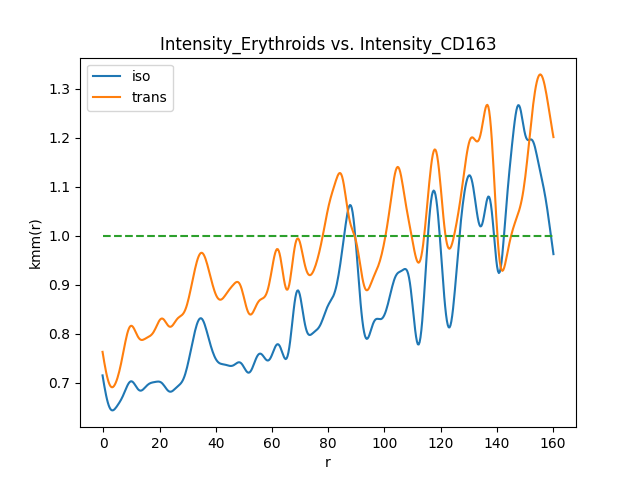 Intensity_Erythroids vs. Intensity_CD163
iso
trans
kmm(r)
1.3
1.2
1.1
1.0
0.9
0.8
0.7
0 20 40 60 80 100 120 140 160
r